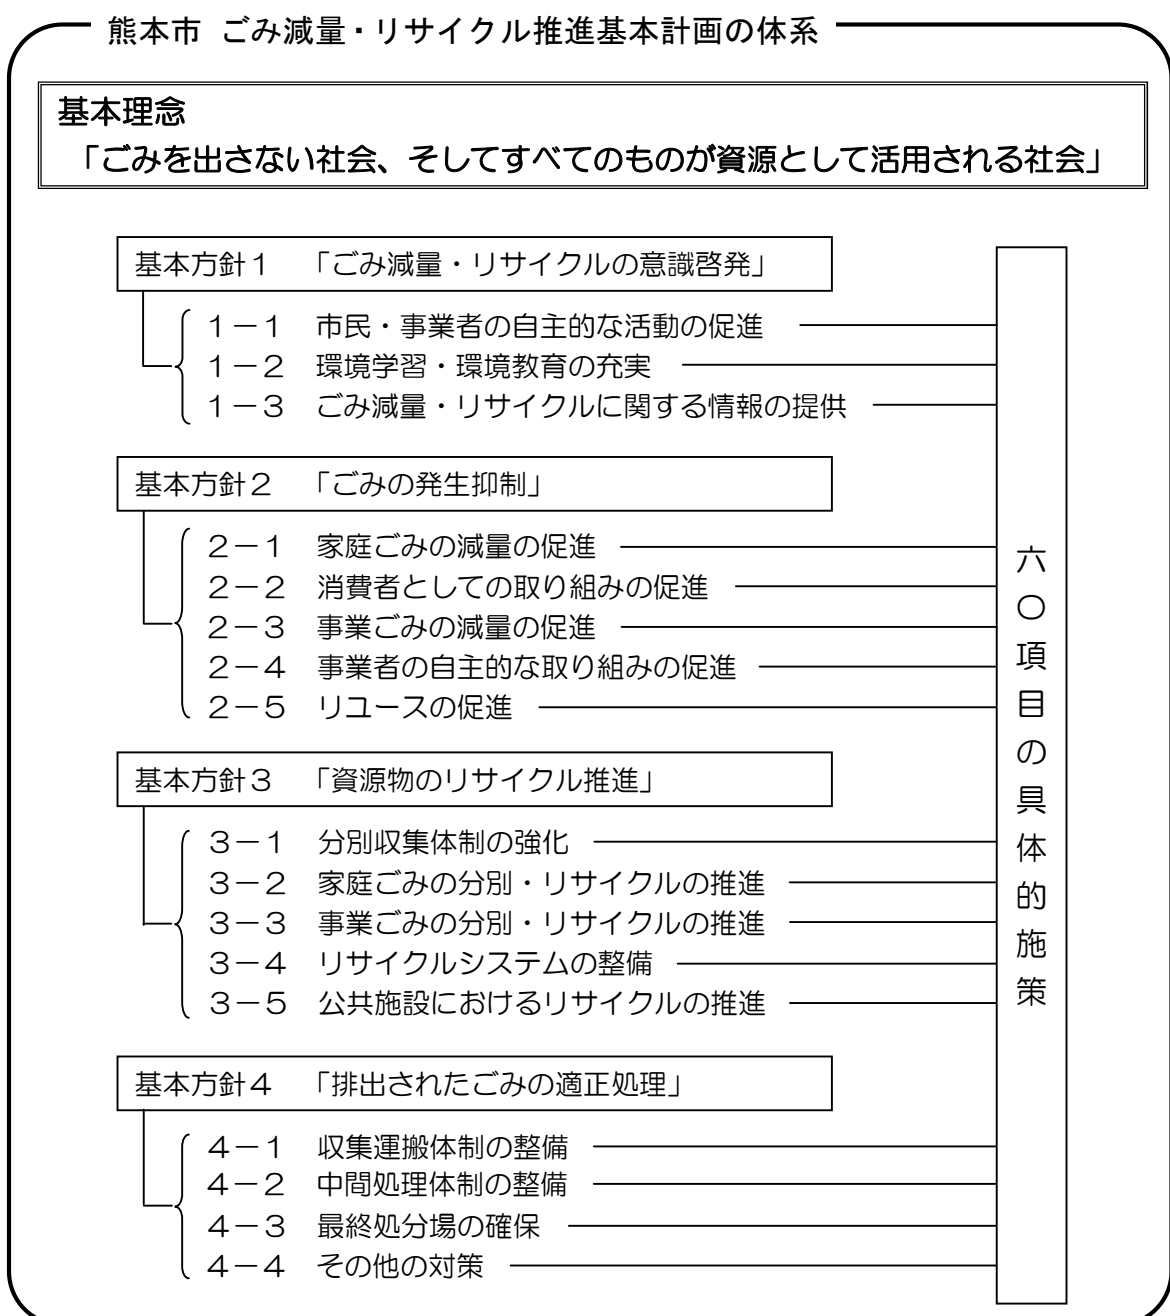 熊本市 ごみ減量・リサイクル推進基本計画の体系
基本理念
「ごみを出さない社会、そしてすべてのものが資源として活用される社会」
基本方針1 「ごみ減量・リサイクルの意識啓発」
1-1 市民・事業者の自主的な活動の促進
1-2 環境学習・環境教育の充実
1-3 ごみ減量・リサイクルに関する情報の提供
基本方針2 「ごみの発生抑制」
2-1 家庭ごみの減量の促進
2-2 消費者としての取り組みの促進
2-3 事業ごみの減量の促進
2-4 事業者の自主的な取り組みの促進
2-5 リユースの促進
基本方針3 「資源物のリサイクル推進」
3-1 分別収集体制の強化
3-2 家庭ごみの分別・リサイクルの推進
3-3 事業ごみの分別・リサイクルの推進
3-4 リサイクルシステムの整備
3-5 公共施設におけるリサイクルの推進
基本方針4 「排出されたごみの適正処理」
4-1 収集運搬体制の整備
4-2 中間処理体制の整備
4-3 最終処分場の確保
4-4 その他の対策
六〇項目の具体的施策